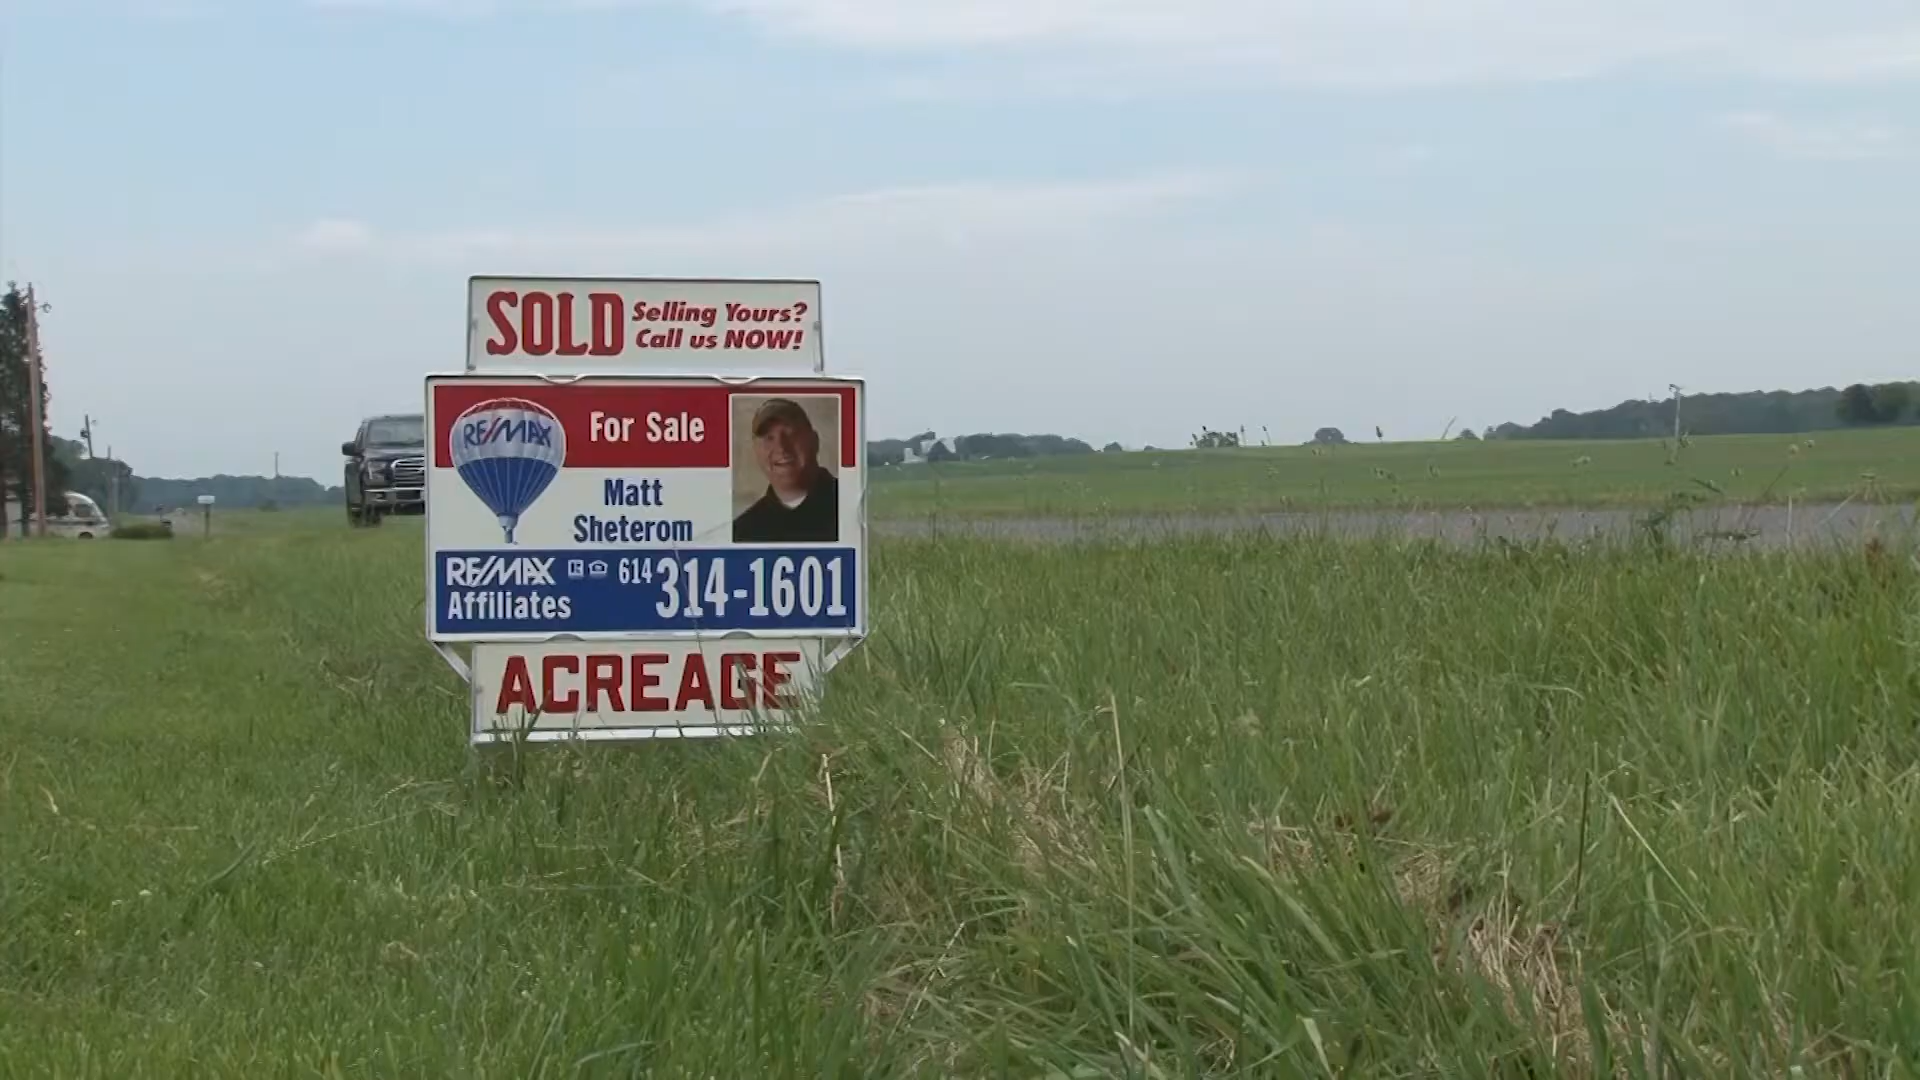 SOLD Selling Yours?
Call us NOW!
RE/MAX
For Sale
Matt
Sheterom
RE/MAX
Affiliates
614 314-1601
ACREAGE